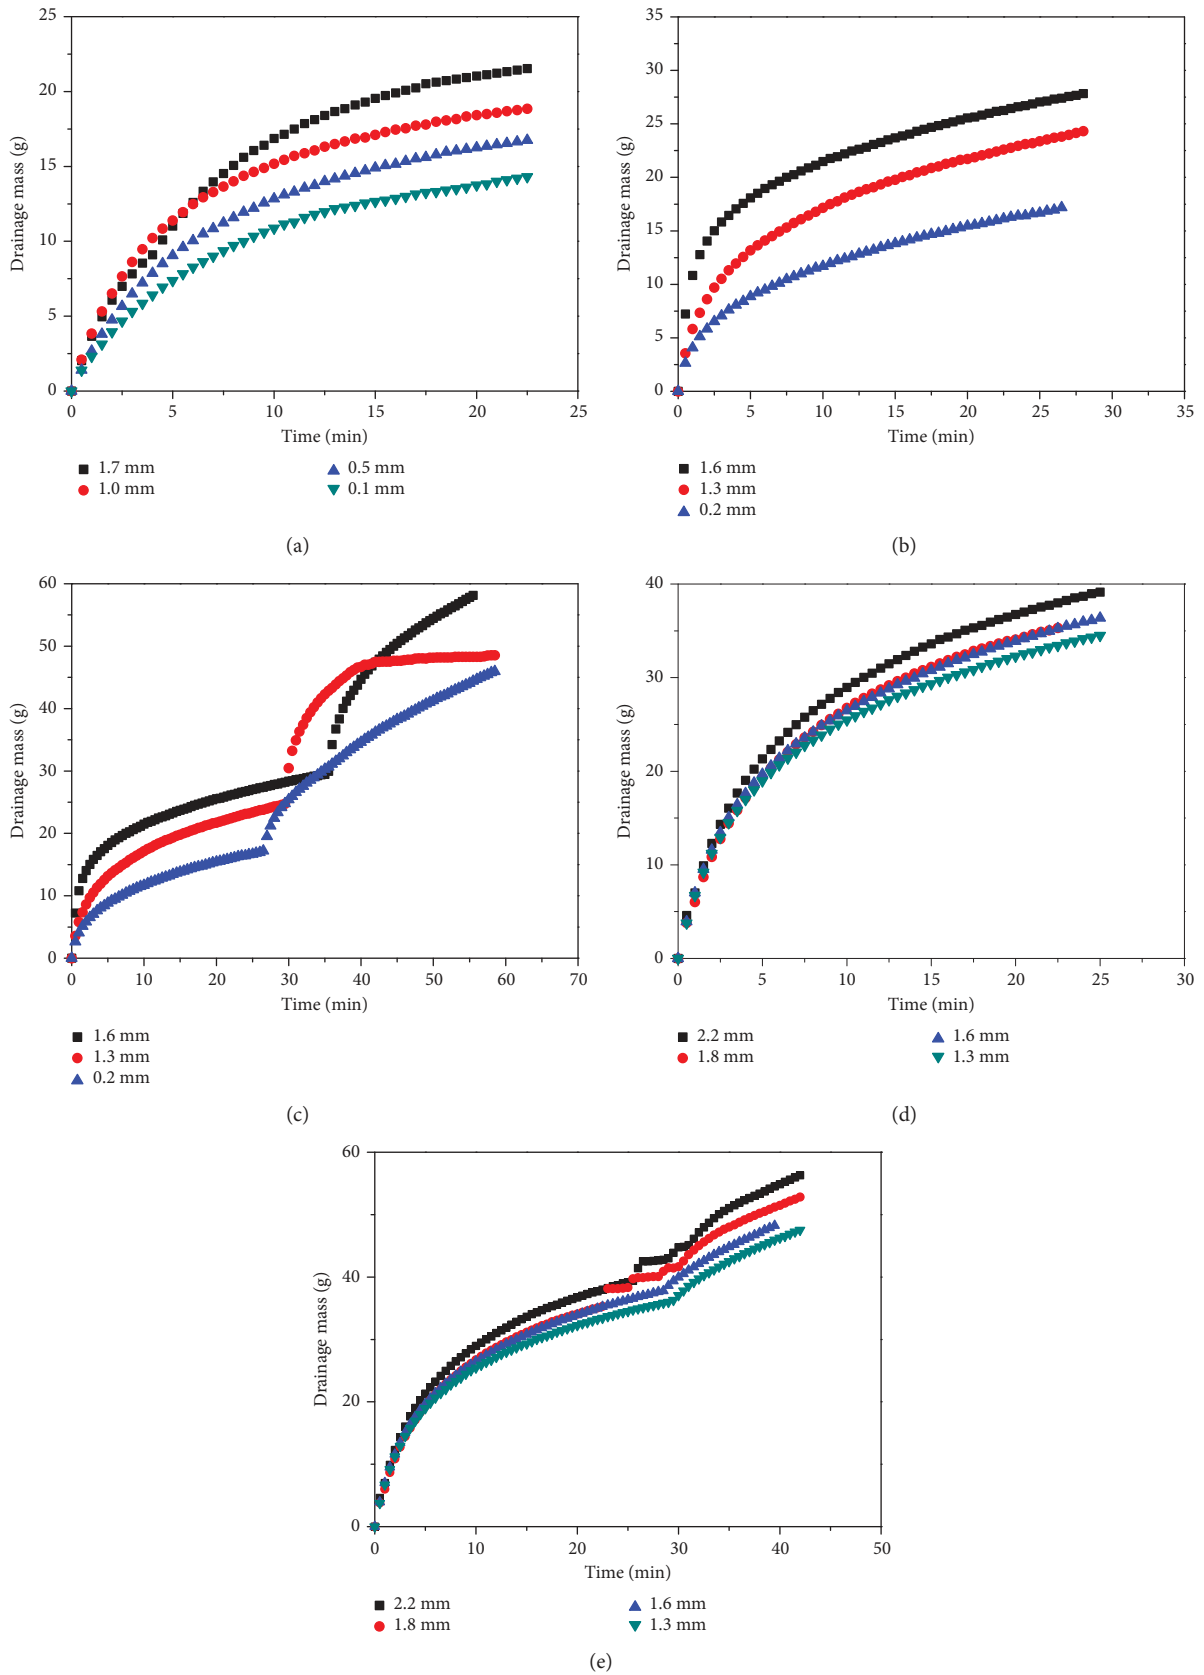 25
20
15
10
5
0
Drainage mass (g)
0 5 10 15 20 25
Time (min)
1.7 mm
1.0 mm
0.5 mm
0.1 mm
(a)
35
30
25
20
15
10
5
0
Drainage mass (g)
0 5 10 15 20 25 30 35
Time (min)
1.6 mm
1.3 mm
0.2 mm
(b)
60
50
40
30
20
10
0
Drainage mass (g)
0 10 20 30 40 50 60 70
Time (min)
1.6 mm
1.3 mm
0.2 mm
(c)
40
30
20
10
0
Drainage mass (g)
0 5 10 15 20 25 30
Time (min)
2.2 mm
1.8 mm
1.6 mm
1.3 mm
(d)
60
40
20
0
Drainage mass (g)
0 10 20 30 40 50
Time (min)
2.2 mm
1.8 mm
1.6 mm
1.3 mm
(e)